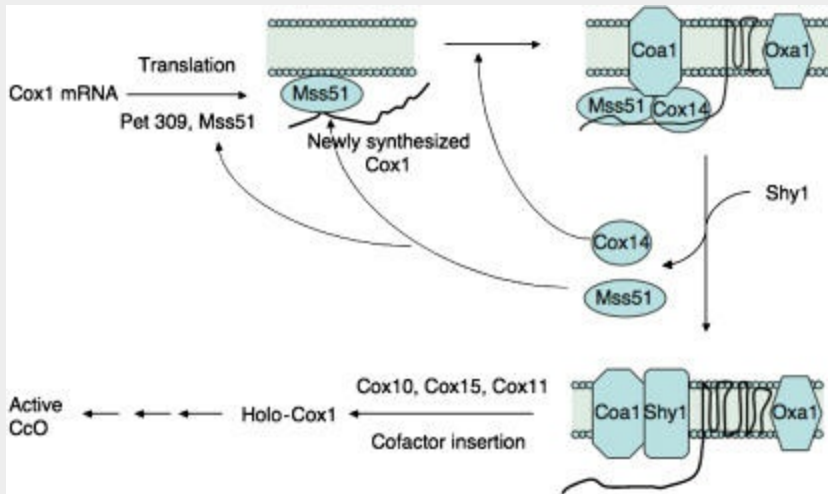 Cox1 mRNA
Translation
Pet 309, Mss51
Mss51
Newly synthesized
Cox1
Coa1
Oxa1
Mss51
Cox14
Shy1
Cox14
Mss51
Coa1
Shy1
Oxa1
Cox10, Cox15, Cox11
Cofactor insertion
Holo-Cox1
Active
CcO